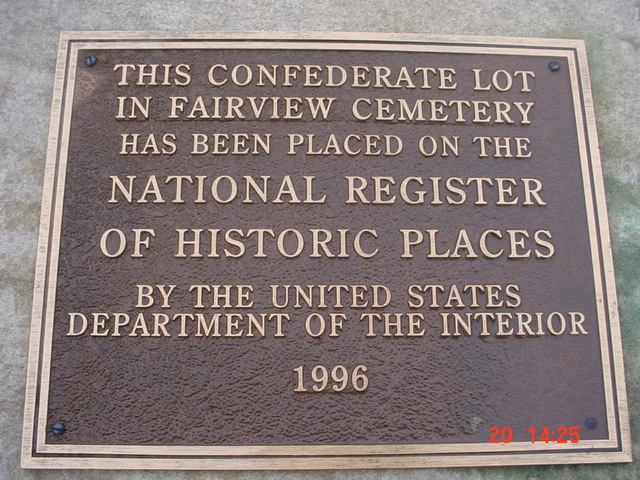 THIS CONFEDERATE LOT
IN FAIRVIEW CEMETERY
HAS BEEN PLACED ON THE
NATIONAL REGISTER
OF HISTORIC PLACES
BY THE UNITED STATES
DEPARTMENT OF THE INTERIOR
1996
20 14:25